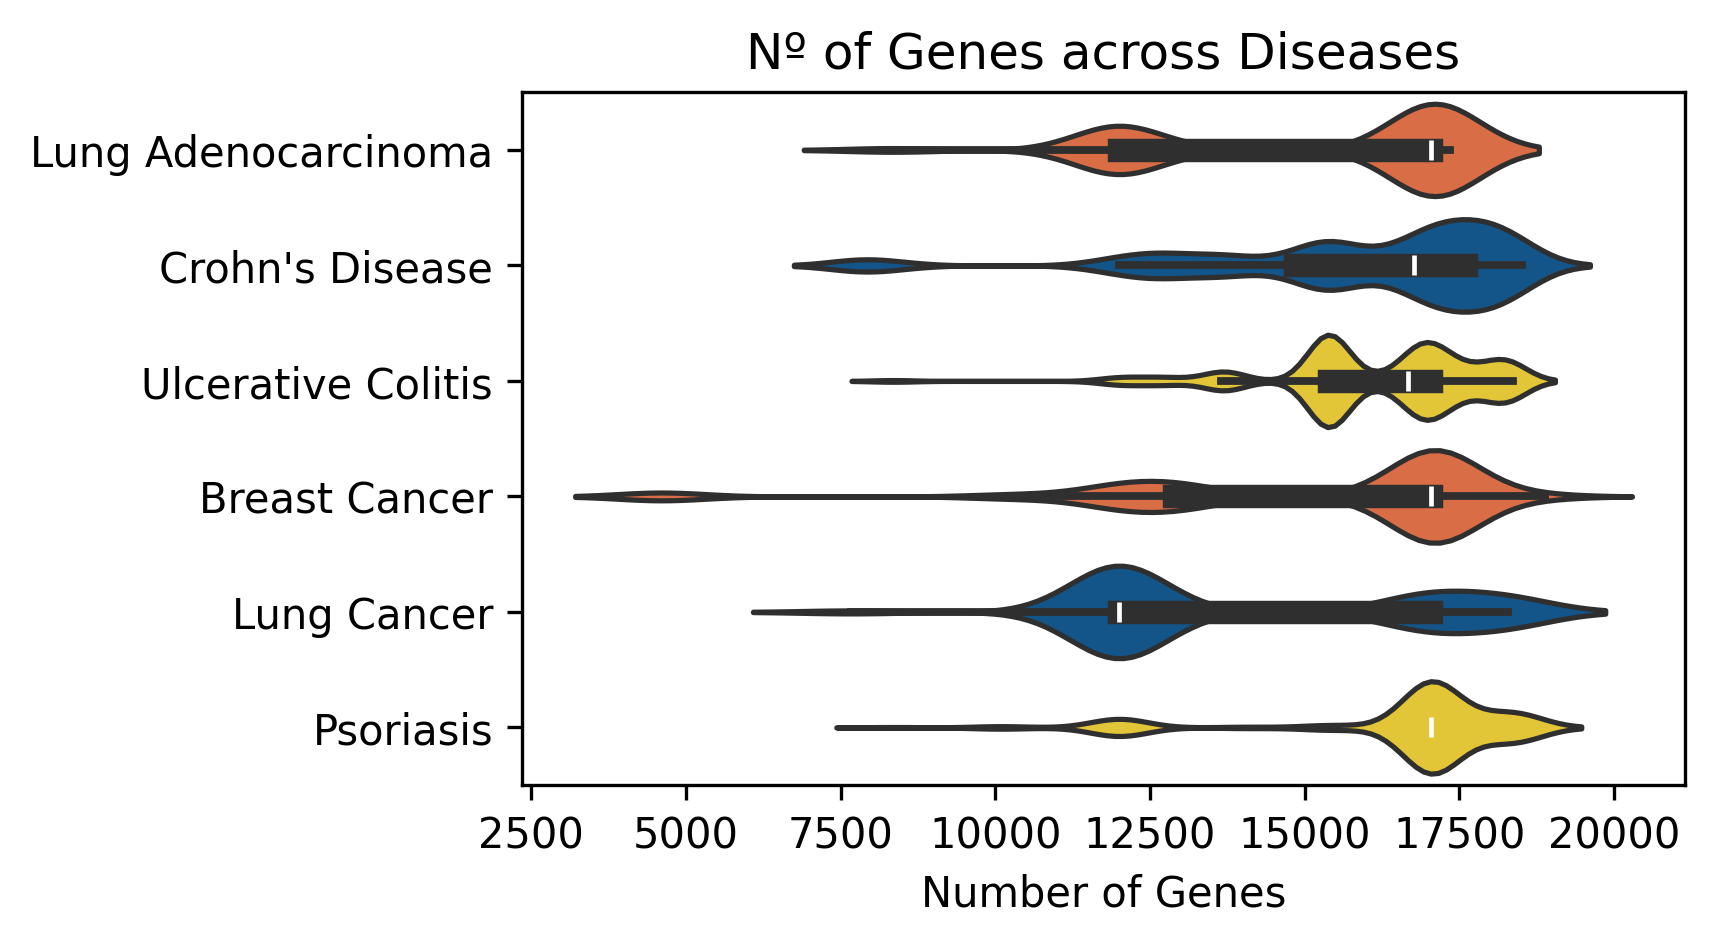 Nº of Genes across Diseases
Lung Adenocarcinoma
Crohn's Disease
Ulcerative Colitis
Breast Cancer
Lung Cancer
Psoriasis
2500 5000 7500 10000 12500 15000 17500 20000
Number of Genes